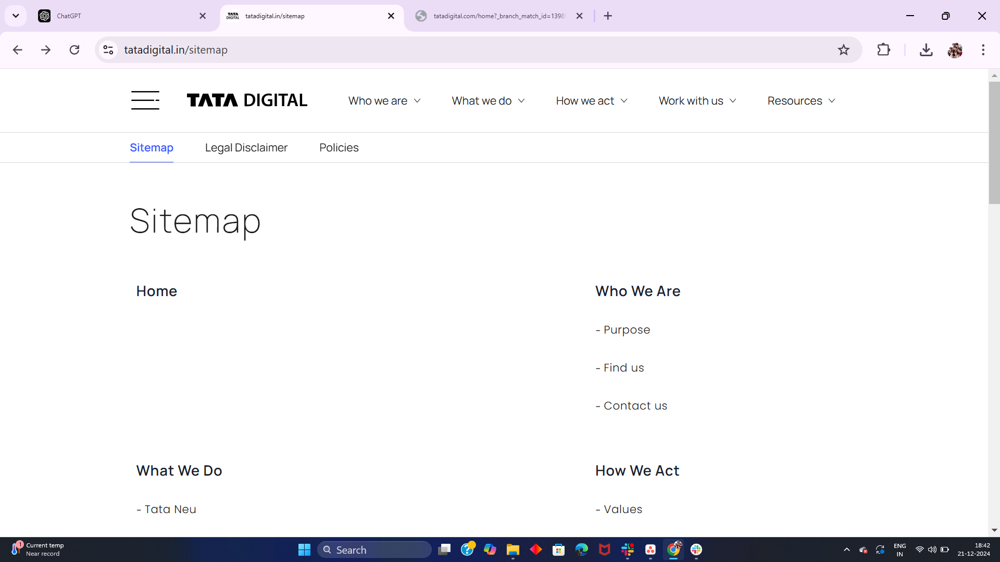 ChatGPT
TATA DIGITAL tatadigital.in/sitemap
tatadigital.com/home?_branch_match_id=1398
tatadigital.in/sitemap
TATA DIGITAL
Who we are
What we do
How we act
Work with us
Resources
Sitemap
Legal Disclaimer
Policies
Sitemap
Home
Who We Are
- Purpose
- Find us
- Contact us
What We Do
How We Act
- Tata Neu
- Values
1
Current temp
Near record
Search
ENG
IN
18:42
21-12-2024